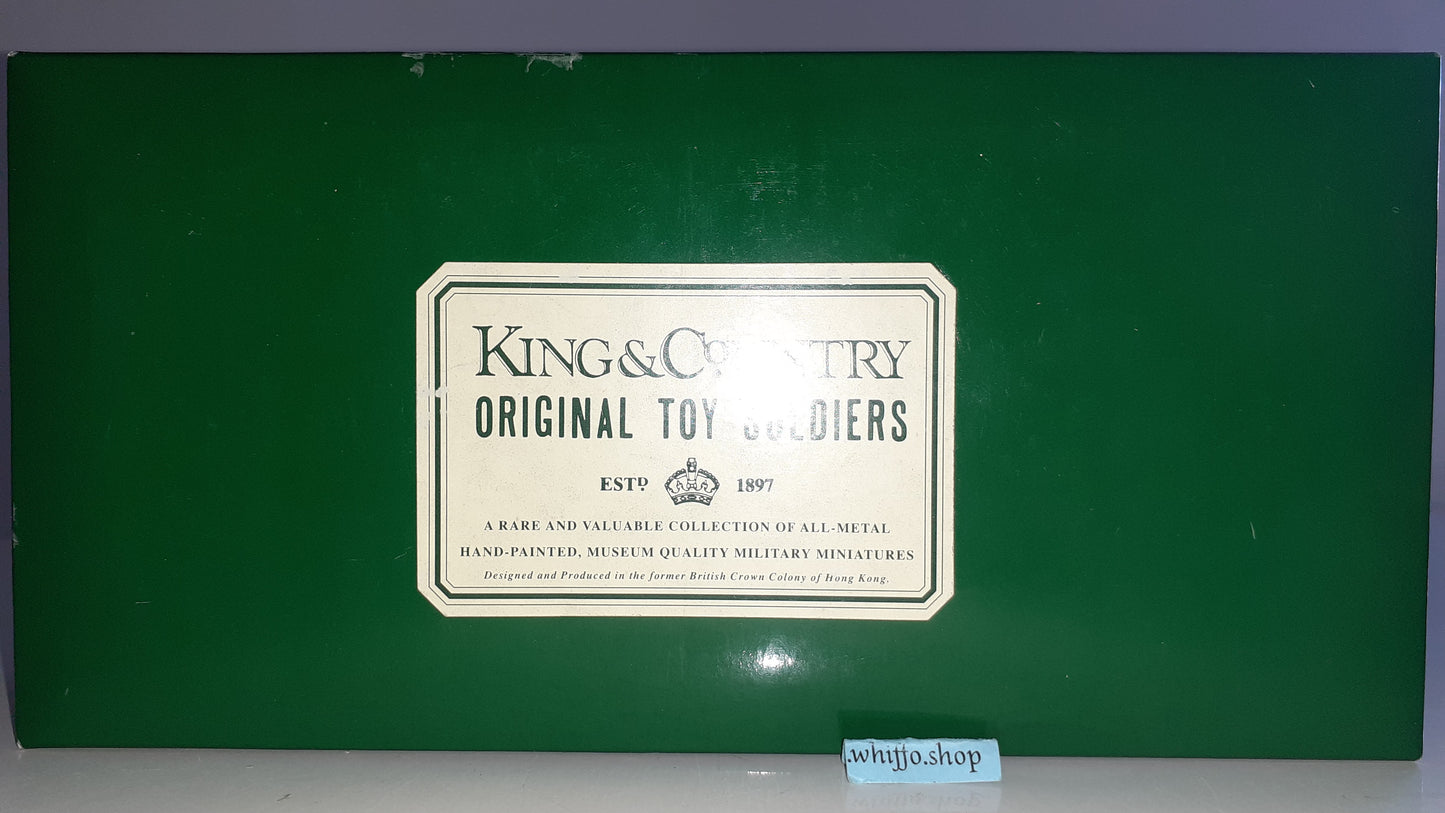 KING & COUNTRY
ORIGINAL TOY SOLDIERS
ESTD 1897
A RARE AND VALUABLE COLLECTION OF ALL-METAL
HAND-PAINTED, MUSEUM QUALITY MILITARY MINIATURES
Designed and Produced in the former British Crown Colony of Hong Kong.
.whiffo.shop